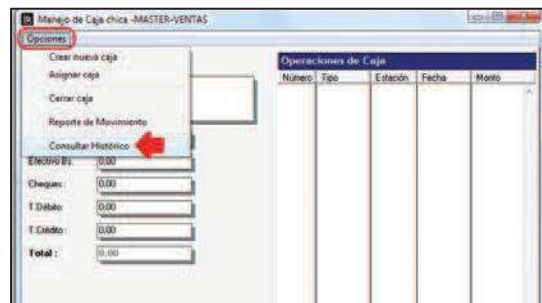 Manejo de Caja chica -MASTER-VENTAS
Opciones
Crear nueva caja
Asignar caja
Cerrar caja
Reporte de Movimiento
Consultar Histórico
Efectivo Bs. 0.00
Cheques: 0.00
T.Débito: 0.00
T.Crédito: 0.00
Total : 0.00
Operaciones de Caja
Número Tipo Estación Fecha Monto